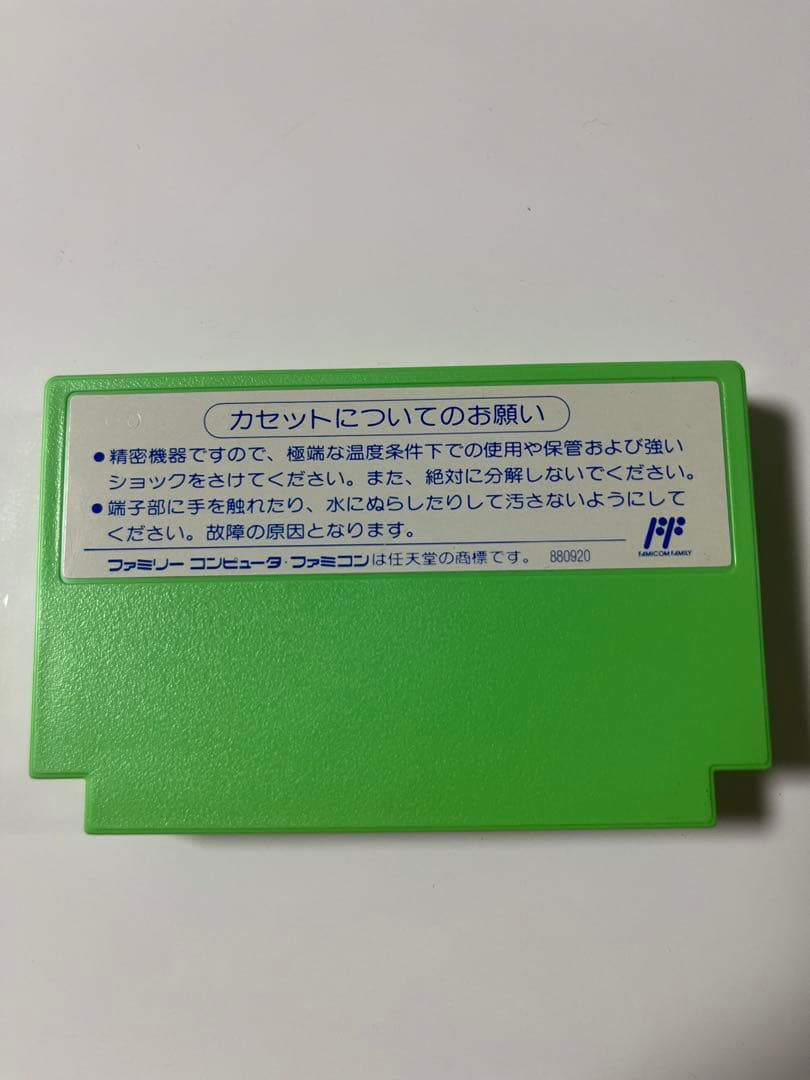 カセットについてのお願い
●精密機器ですので、極端な温度条件下での使用や保管および強い
ショックをさけてください。また、絶対に分解しないでください。
●端子部に手を触れたり、水にぬらしたりして汚さないようにして
ください。故障の原因となります。
FAMICOM FAMILY
ファミリー コンピュータ・ファミコンは任天堂の商標です。 880920